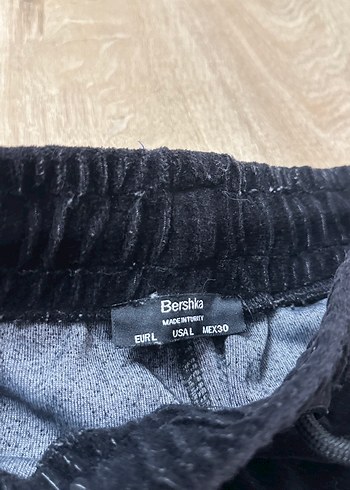 Bershka
MADE IN TURKEY
EUR L USA L MEX 30